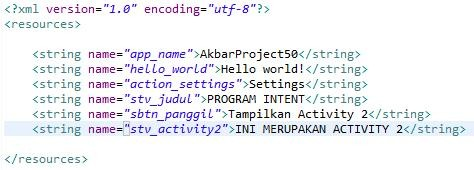 <?xml version="1.0" encoding="utf-8"?>
<resources>
<string name="app_name">AkbarProject50</string>
<string name="hello_world">Hello world!</string>
<string name="action_settings">Settings</string>
<string name="stv_judul">PROGRAM INTENT</string>
<string name="sbtn_panggil">Tampilkan Activity 2</string>
<string name="stv_activity2">INI MERUPAKAN ACTIVITY 2</string>
</resources>